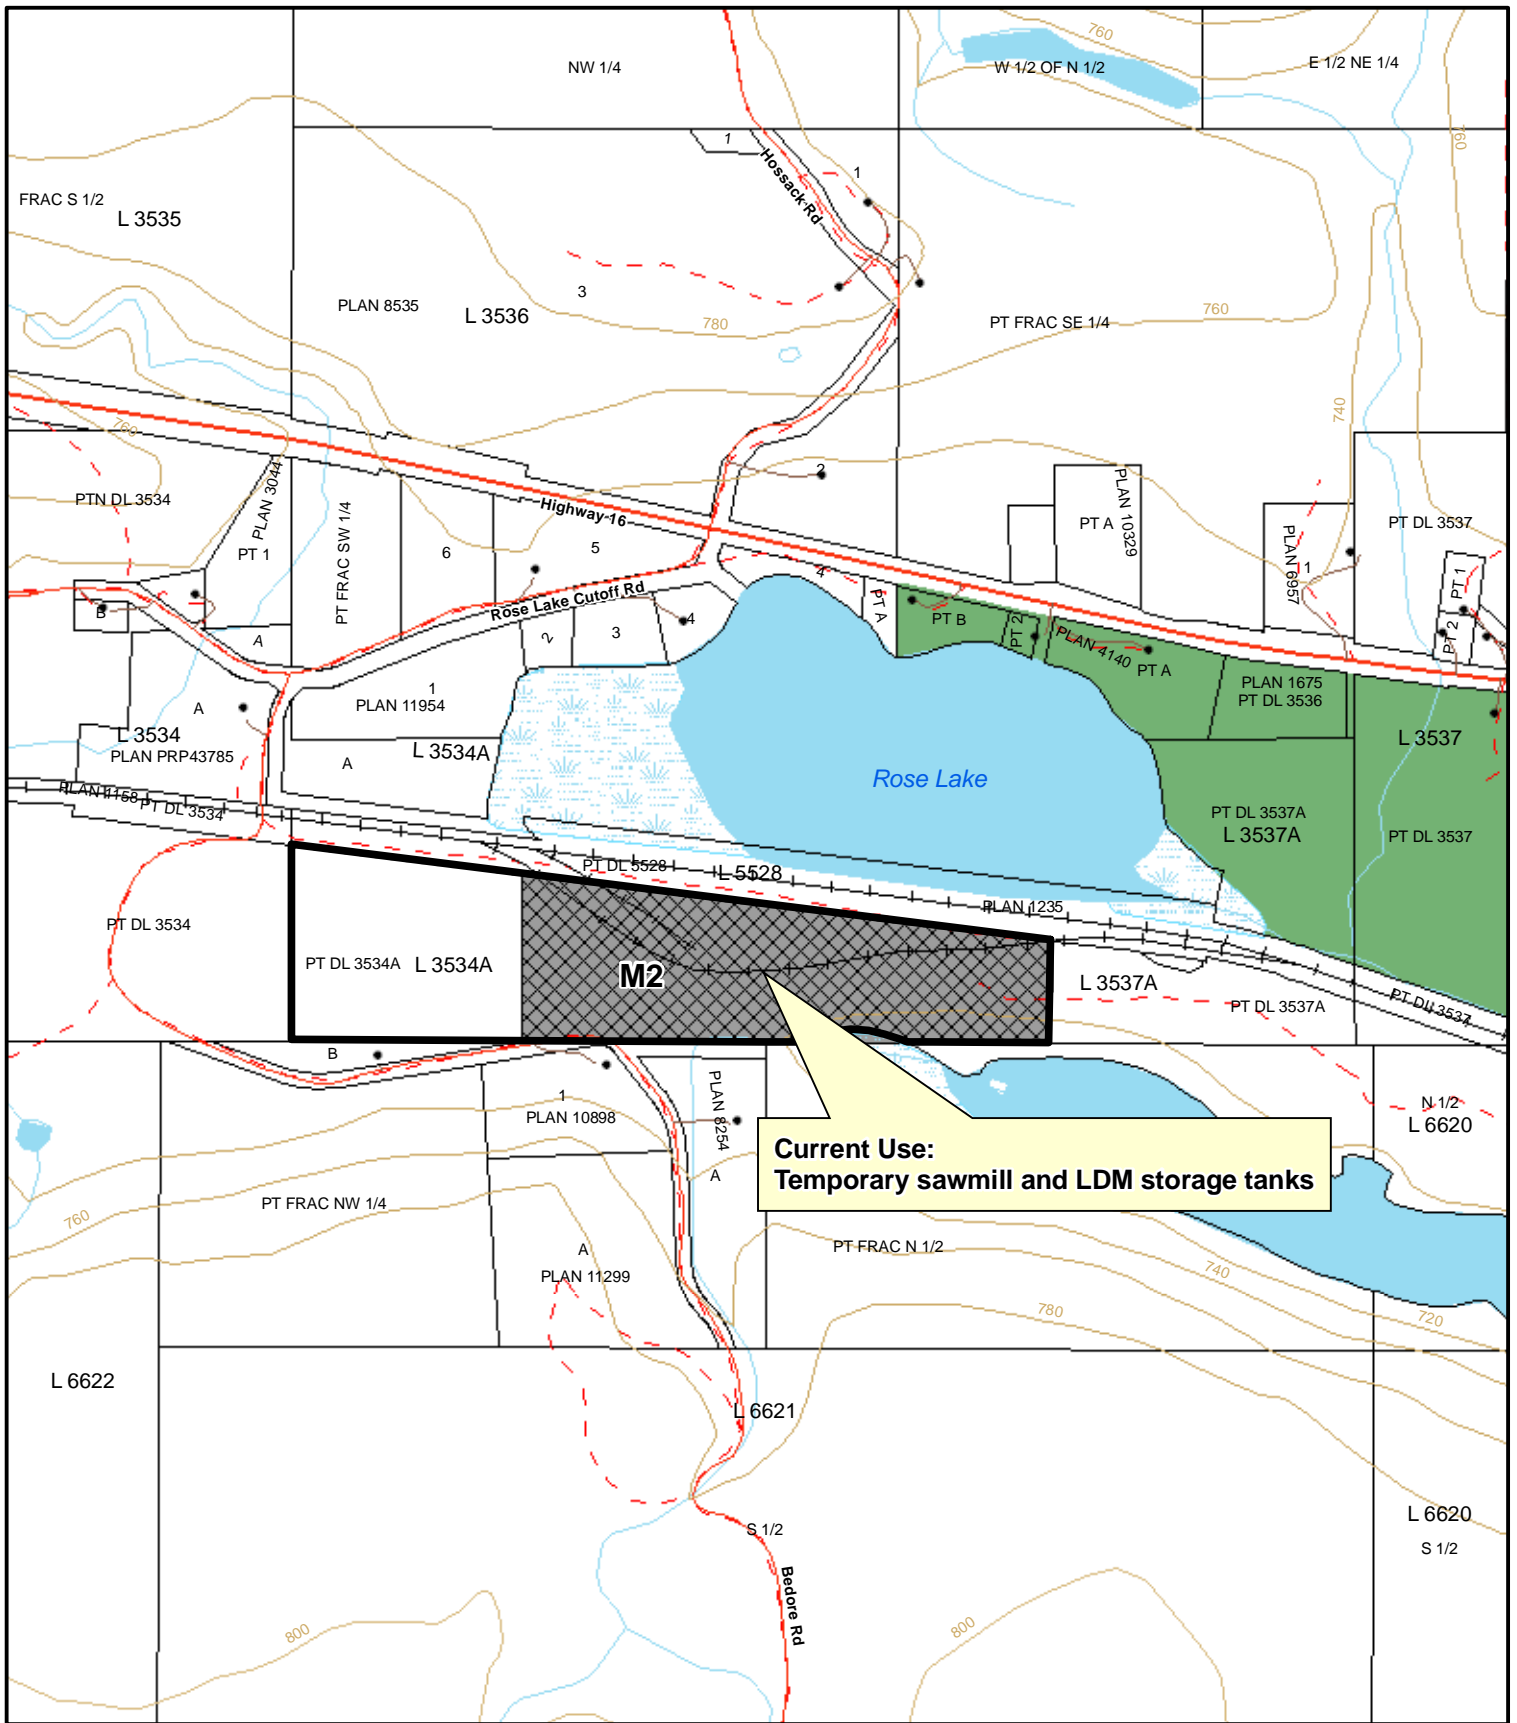 760
NW 1/4
W 1/2 OF N 1/2
E 1/2 NE 1/4
760
1
Hossack Rd
1
FRAC S 1/2
L 3535
3
PLAN 8535
L 3536
780
PT FRAC SE 1/4
760
740
760
2
PTN DL 3534
PLAN 3044
PT 1
PT FRAC SW 1/4
6
Highway 16
5
PT A
PLAN 10329
PLAN 6957
1
PT DL 3537
PT 1
PT 2
B
A
Rose Lake Cutoff Rd
2
3
4
4
PT A
PT B
PT 2
PLAN 4140
PT A
PLAN 1675
PT DL 3536
1
PLAN 11954
A
L 3534
PLAN PRP43785
A
L 3534A
Rose Lake
L 3537
PT DL 3537A
L 3537A
PT DL 3537
PLAN 1158
PT DL 3534
PT DL 5528
L 5528
PLAN 1235
PT DL 3534
PT DL 3534A
L 3534A
M2
L 3537A
PT DL 3537A
PT DL 3537
B
1
PLAN 10898
PLAN 8254
A
N 1/2
L 6620
Current Use:
Temporary sawmill and LDM storage tanks
760
PT FRAC NW 1/4
A
PLAN 11299
PT FRAC N 1/2
740
780
720
L 6622
L 6621
L 6620
S 1/2
S 1/2
Bedore Rd
800
800